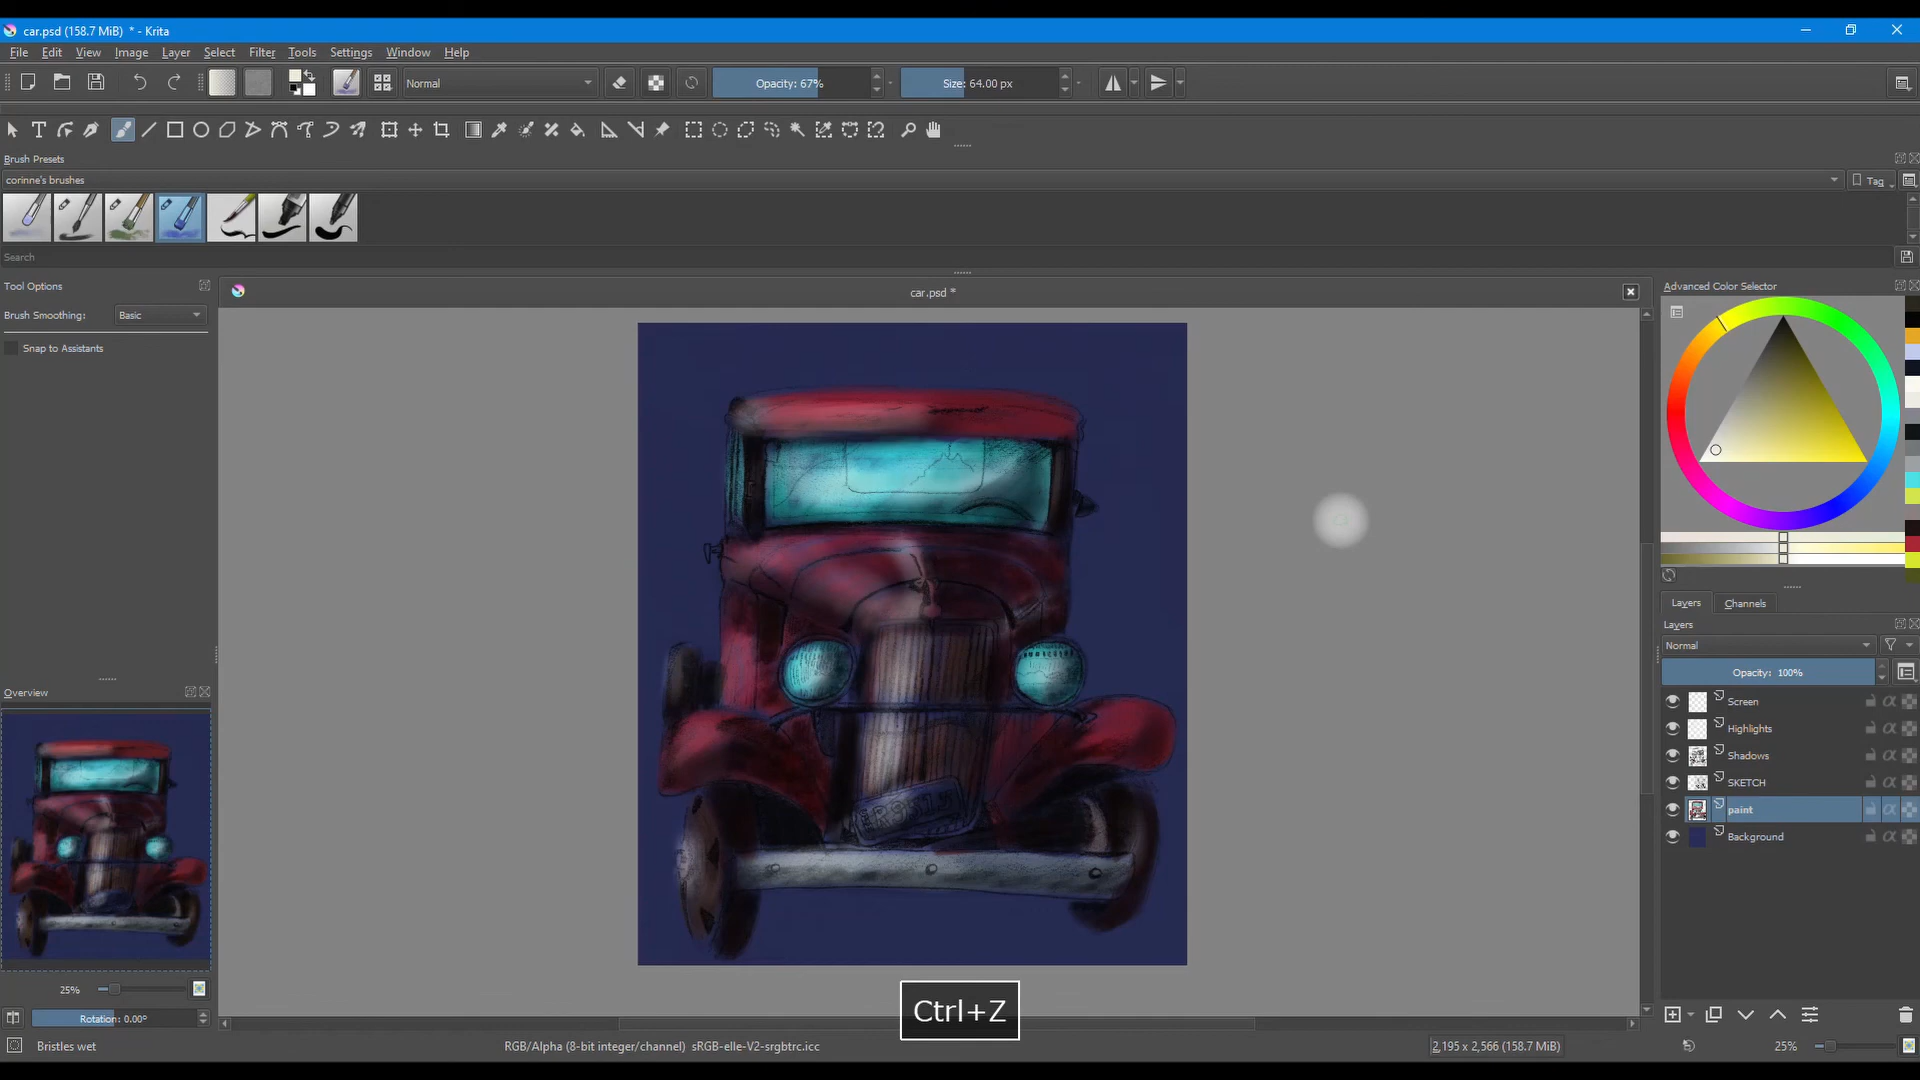 car.psd (158.7 MiB) * - Krita
File Edit View Image Layer Select Filter Tools Settings Window Help
Normal
Opacity: 67%
Size: 64.00 px
Brush Presets
corinne's brushes
Tag
Search
Tool Options
Brush Smoothing: Basic
Snap to Assistants
car.psd *
Advanced Color Selector
Layers Channels
Layers
Normal
Opacity: 100%
Screen
Highlights
Shadows
SKETCH
paint
Background
Overview
25%
Rotation: 0.00°
Ctrl+Z
Bristles wet
RGB/Alpha (8-bit integer/channel) sRGB-elle-V2-srgbtrc.icc
2,195 x 2,566 (158.7 MiB)
25%